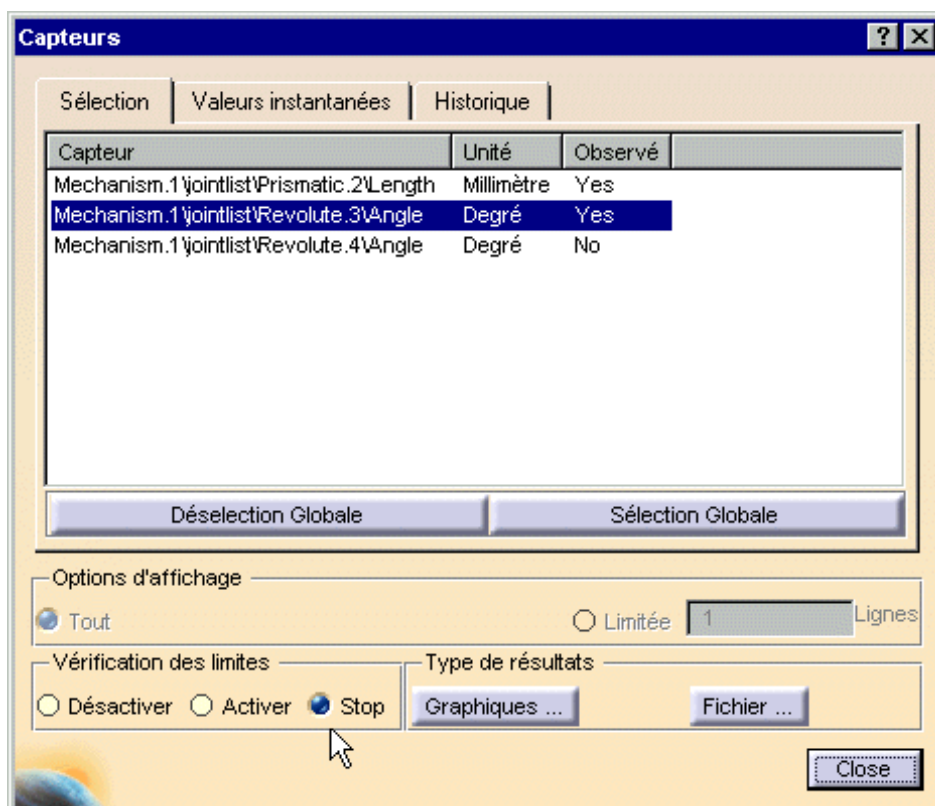 Capteurs
Sélection Valeurs instantanées Historique
Capteur Unité Observé
Mechanism.1\jointlist\Prismatic.2\Length Millimètre Yes
Mechanism.1\jointlist\Revolute.3\Angle Degré Yes
Mechanism.1\jointlist\Revolute.4\Angle Degré No
Déselection Globale Sélection Globale
Options d'affichage
Tout Limitée 1 Lignes
Vérification des limites Type de résultats
Désactiver Activer Stop Graphiques ... Fichier ...
Close